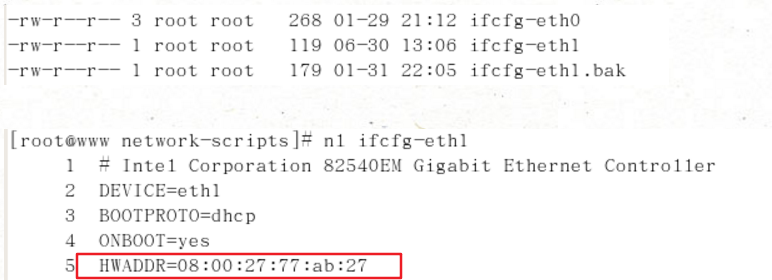 -rw-r--r-- 3 root root 268 01-29 21:12 ifcfg-eth0
-rw-r--r-- 1 root root 119 06-30 13:06 ifcfg-eth1
-rw-r--r-- 1 root root 179 01-31 22:05 ifcfg-eth1.bak
[root@www network-scripts]# nl ifcfg-eth1
1 # Intel Corporation 82540EM Gigabit Ethernet Controller
2 DEVICE=eth1
3 BOOTPROTO=dhcp
4 ONBOOT=yes
5 HWADDR=08:00:27:77:ab:27